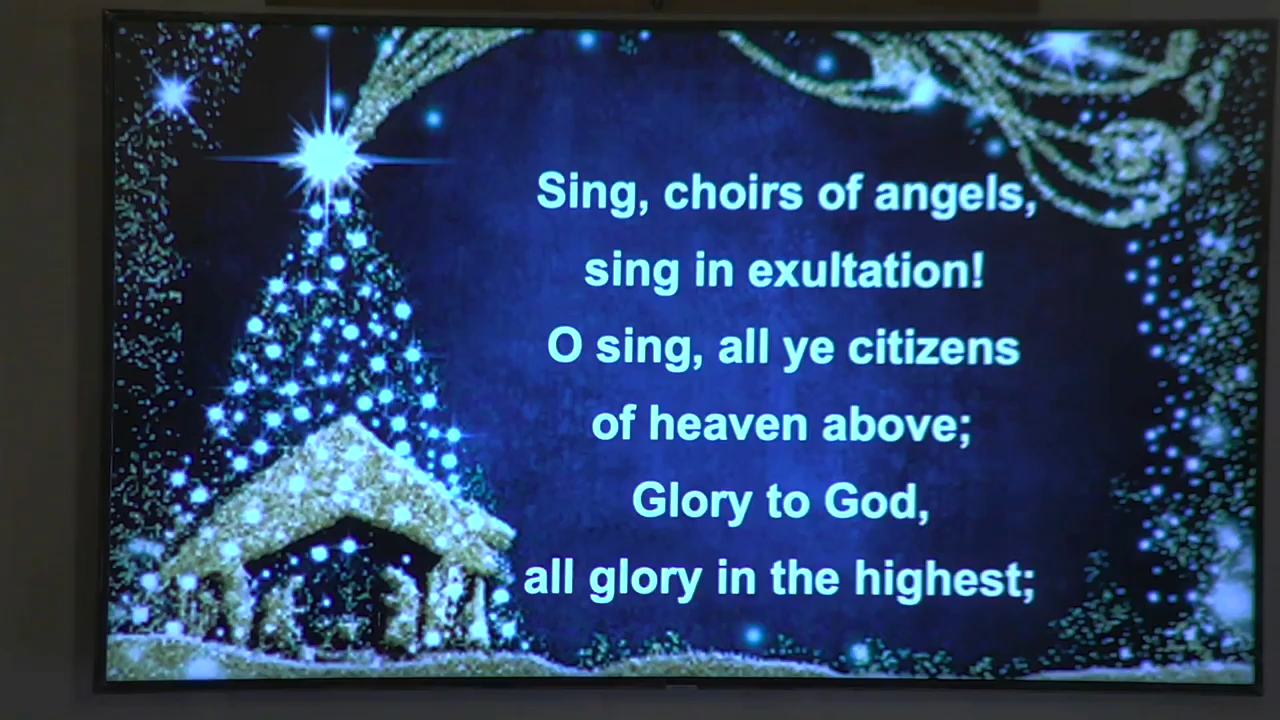 Sing, choirs of angels,
sing in exultation!
O sing, all ye citizens
of heaven above;
Glory to God,
all glory in the highest;